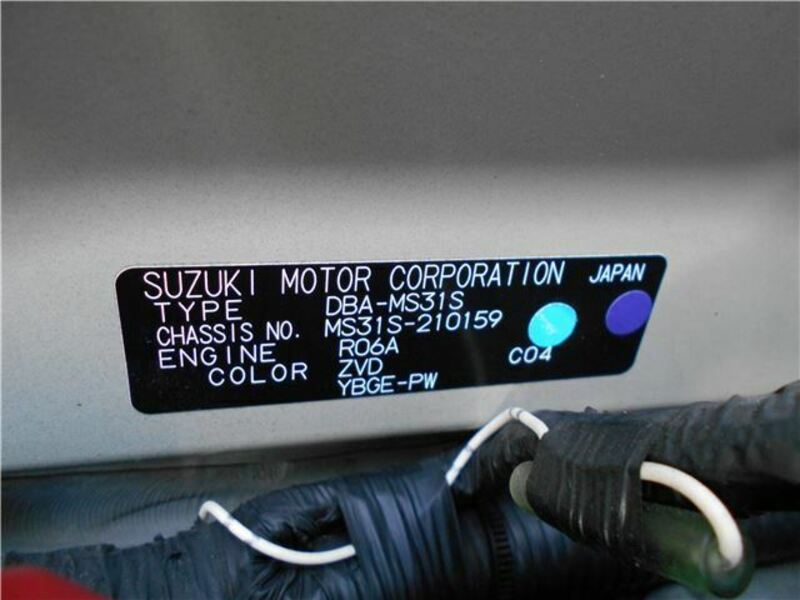 SUZUKI MOTOR CORPORATION JAPAN
TYPE DBA-MS31S
CHASSIS NO. MS31S-210159
ENGINE R06A C04
COLOR ZVD
YBGE-PW